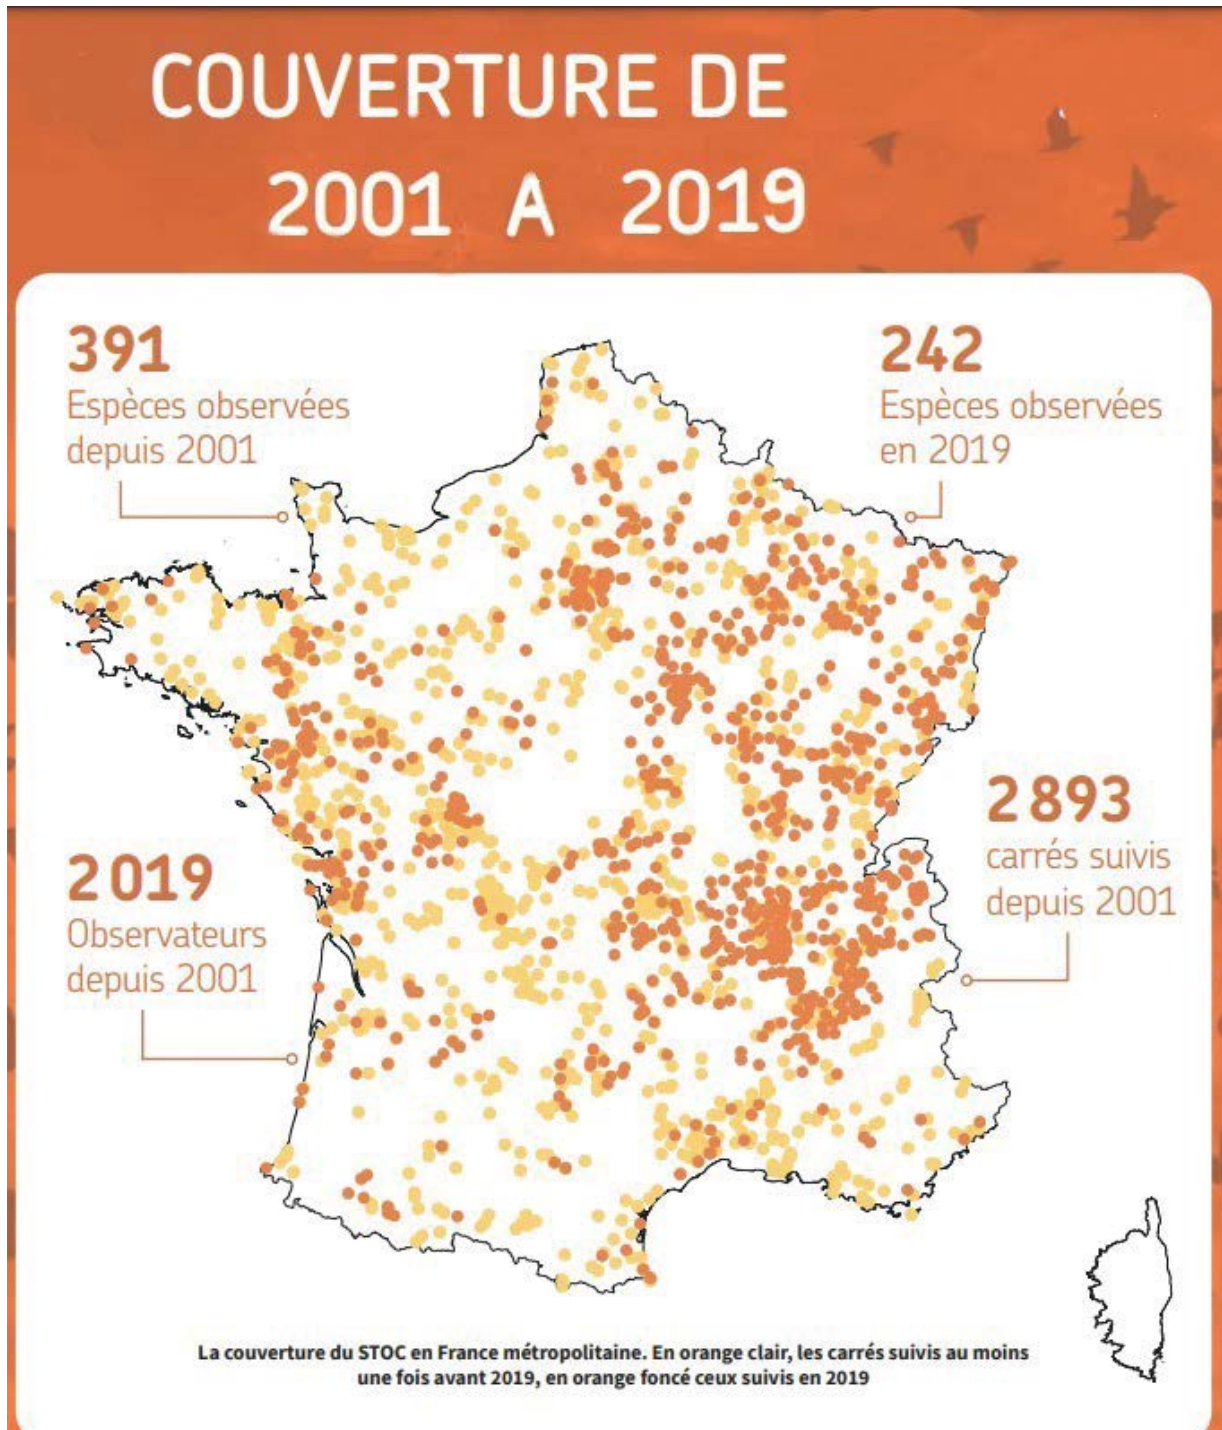 COUVERTURE DE
2001 A 2019
391
Espèces observées
depuis 2001
242
Espèces observées
en 2019
2 893
carrés suivis
depuis 2001
2 019
Observateurs
depuis 2001
La couverture du STOC en France métropolitaine. En orange clair, les carrés suivis au moins
une fois avant 2019, en orange foncé ceux suivis en 2019